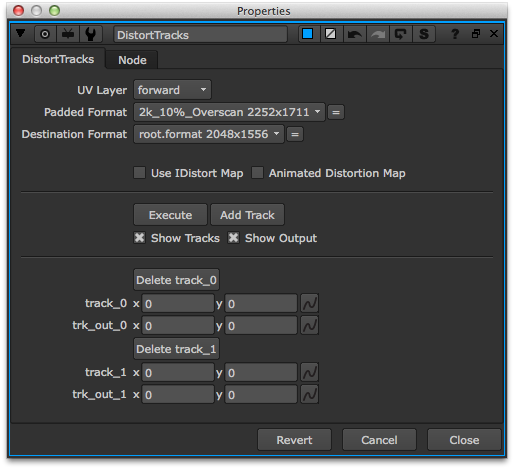 Properties
DistortTracks S ?
DistortTracks Node
UV Layer forward
Padded Format 2k_10%_Overscan 2252x1711 =
Destination Format root.format 2048x1556 =
Use IDistort Map Animated Distortion Map
Execute Add Track
Show Tracks Show Output
Delete track_0
track_0 x 0 y 0
trk_out_0 x 0 y 0
Delete track_1
track_1 x 0 y 0
trk_out_1 x 0 y 0
Revert Cancel Close